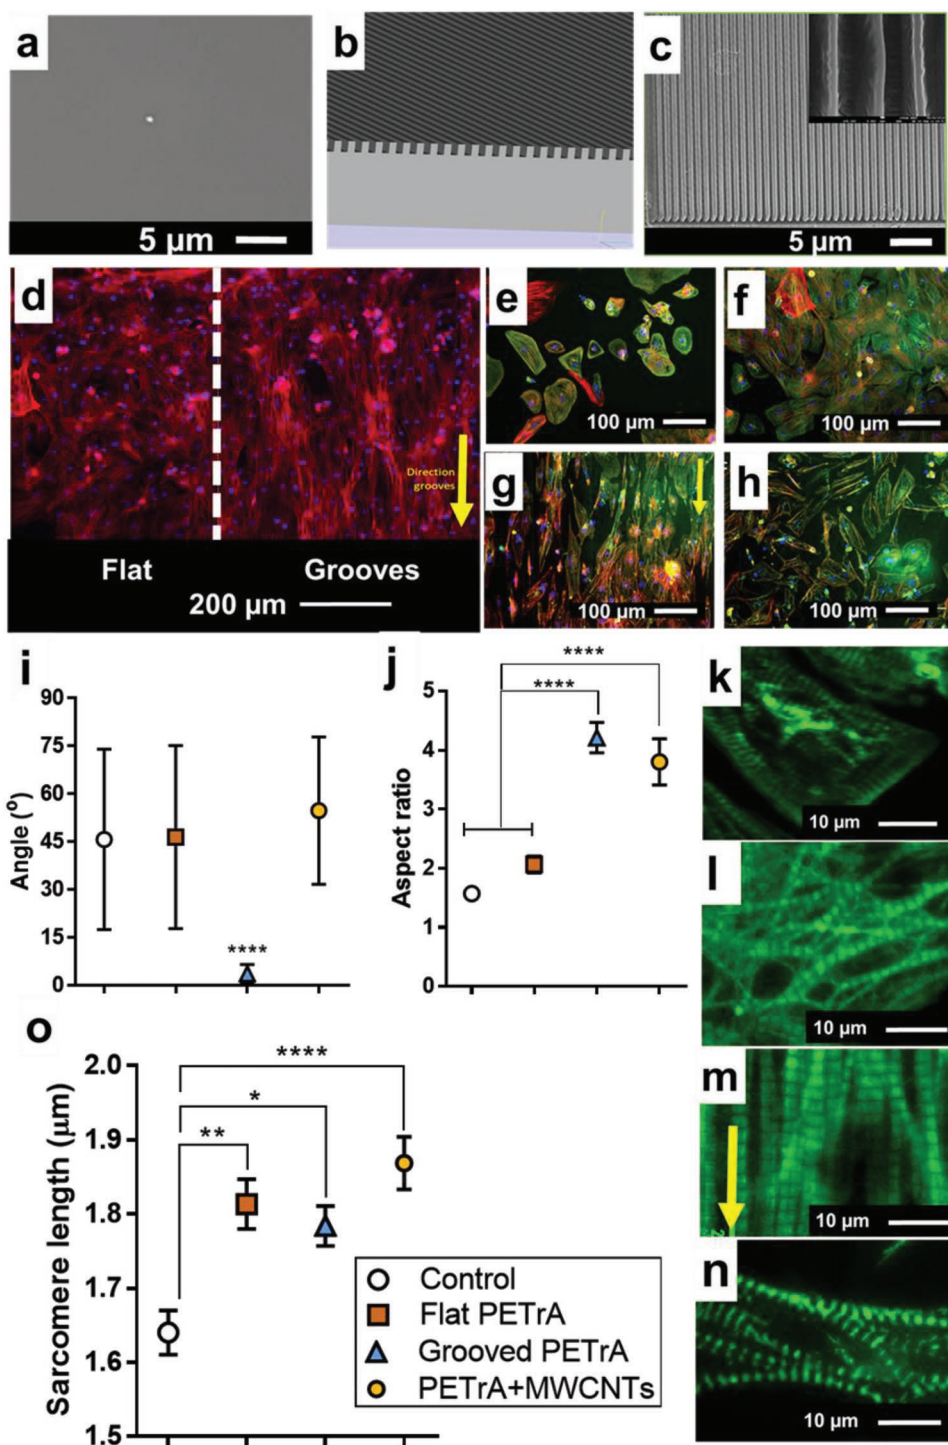 a
b
c
5 μm
5 μm
d
Direction
grooves
Flat
Grooves
200 μm
e
100 μm
f
100 μm
g
100 μm
h
100 μm
i
90
75
60
45
30
15
0
Angle (º)
****
j
5
4
3
2
1
0
Aspect ratio
****
****
k
10 μm
l
10 μm
m
10 μm
n
10 μm
o
2.0
1.9
1.8
1.7
1.6
1.5
Sarcomere length (μm)
****
*
**
Control
Flat PETrA
Grooved PETrA
PETrA+MWCNTs